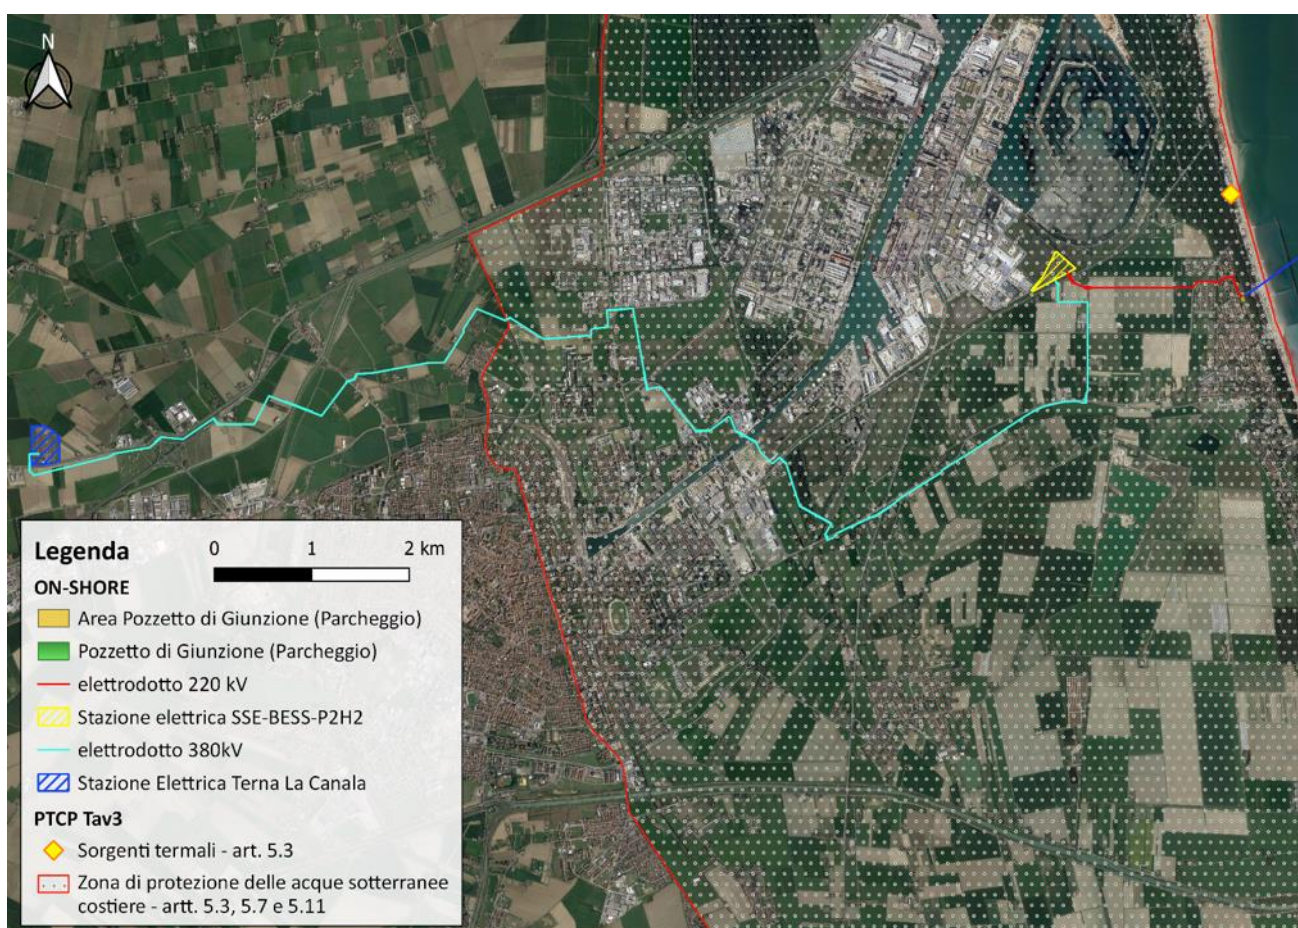 N
Legenda
0 1 2 km
ON-SHORE
Area Pozzetto di Giunzione (Parcheggio)
Pozzetto di Giunzione (Parcheggio)
elettrodotto 220 kV
Stazione elettrica SSE-BESS-P2H2
elettrodotto 380kV
Stazione Elettrica Terna La Canala
PTCP Tav3
Sorgenti termali - art. 5.3
Zona di protezione delle acque sotterranee
costiere - artt. 5.3, 5.7 e 5.11